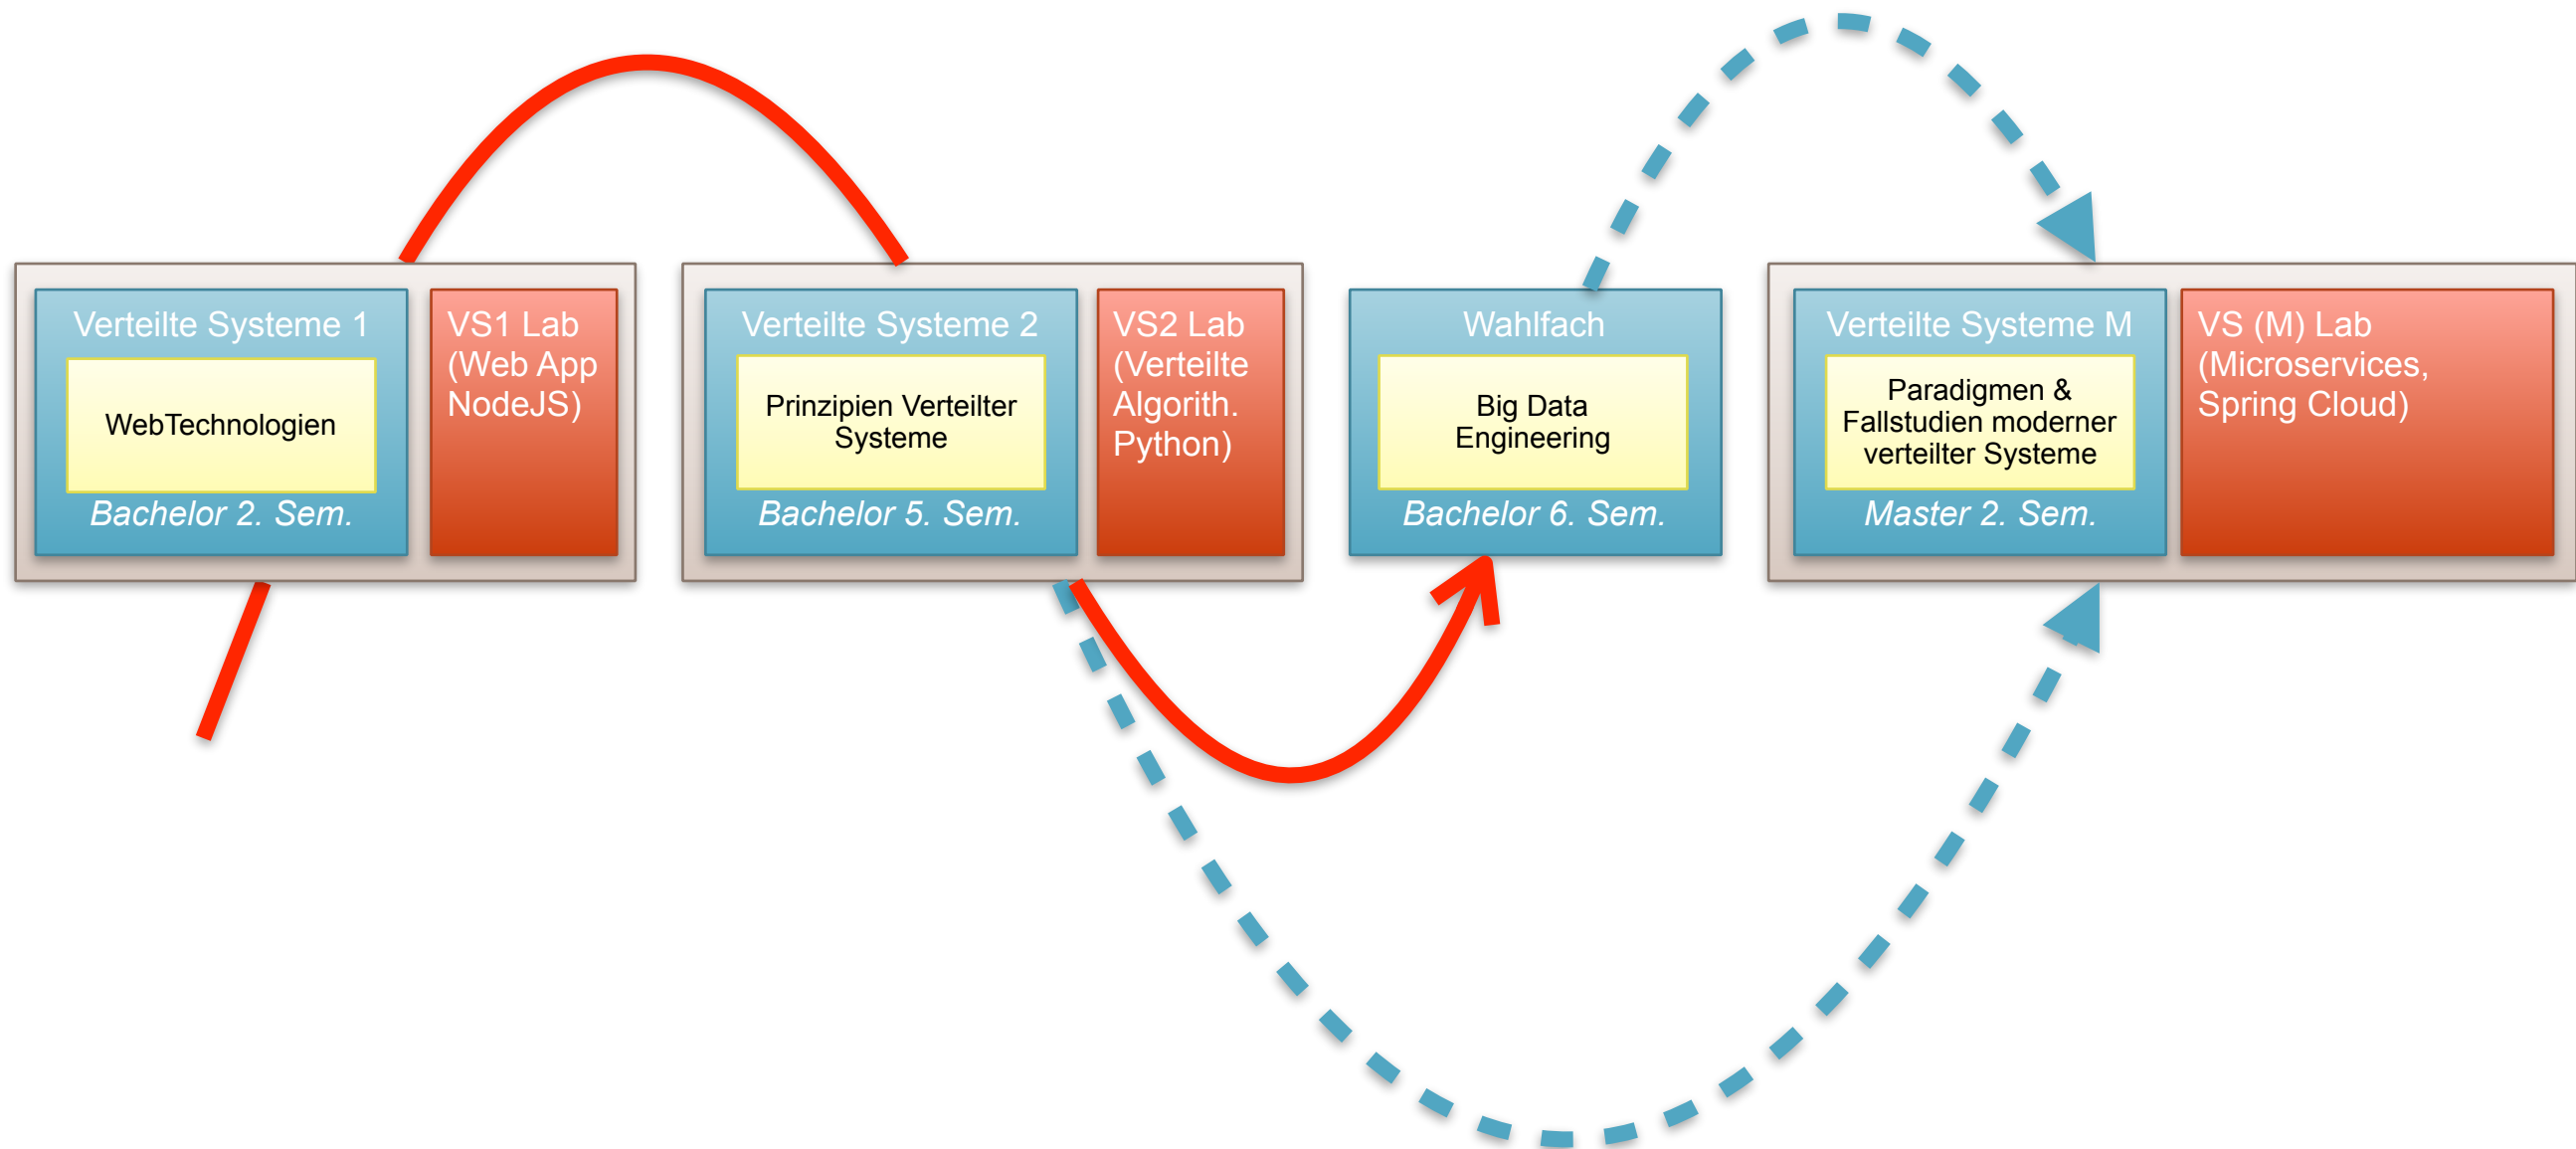 Verteilte Systeme 1
WebTechnologien
Bachelor 2. Sem.
VS1 Lab
(Web App
NodeJS)
Verteilte Systeme 2
Prinzipien Verteilter
Systeme
Bachelor 5. Sem.
VS2 Lab
(Verteilte
Algorith.
Python)
Wahlfach
Big Data
Engineering
Bachelor 6. Sem.
Verteilte Systeme M
Paradigmen &
Fallstudien moderner
verteilter Systeme
Master 2. Sem.
VS (M) Lab
(Microservices,
Spring Cloud)